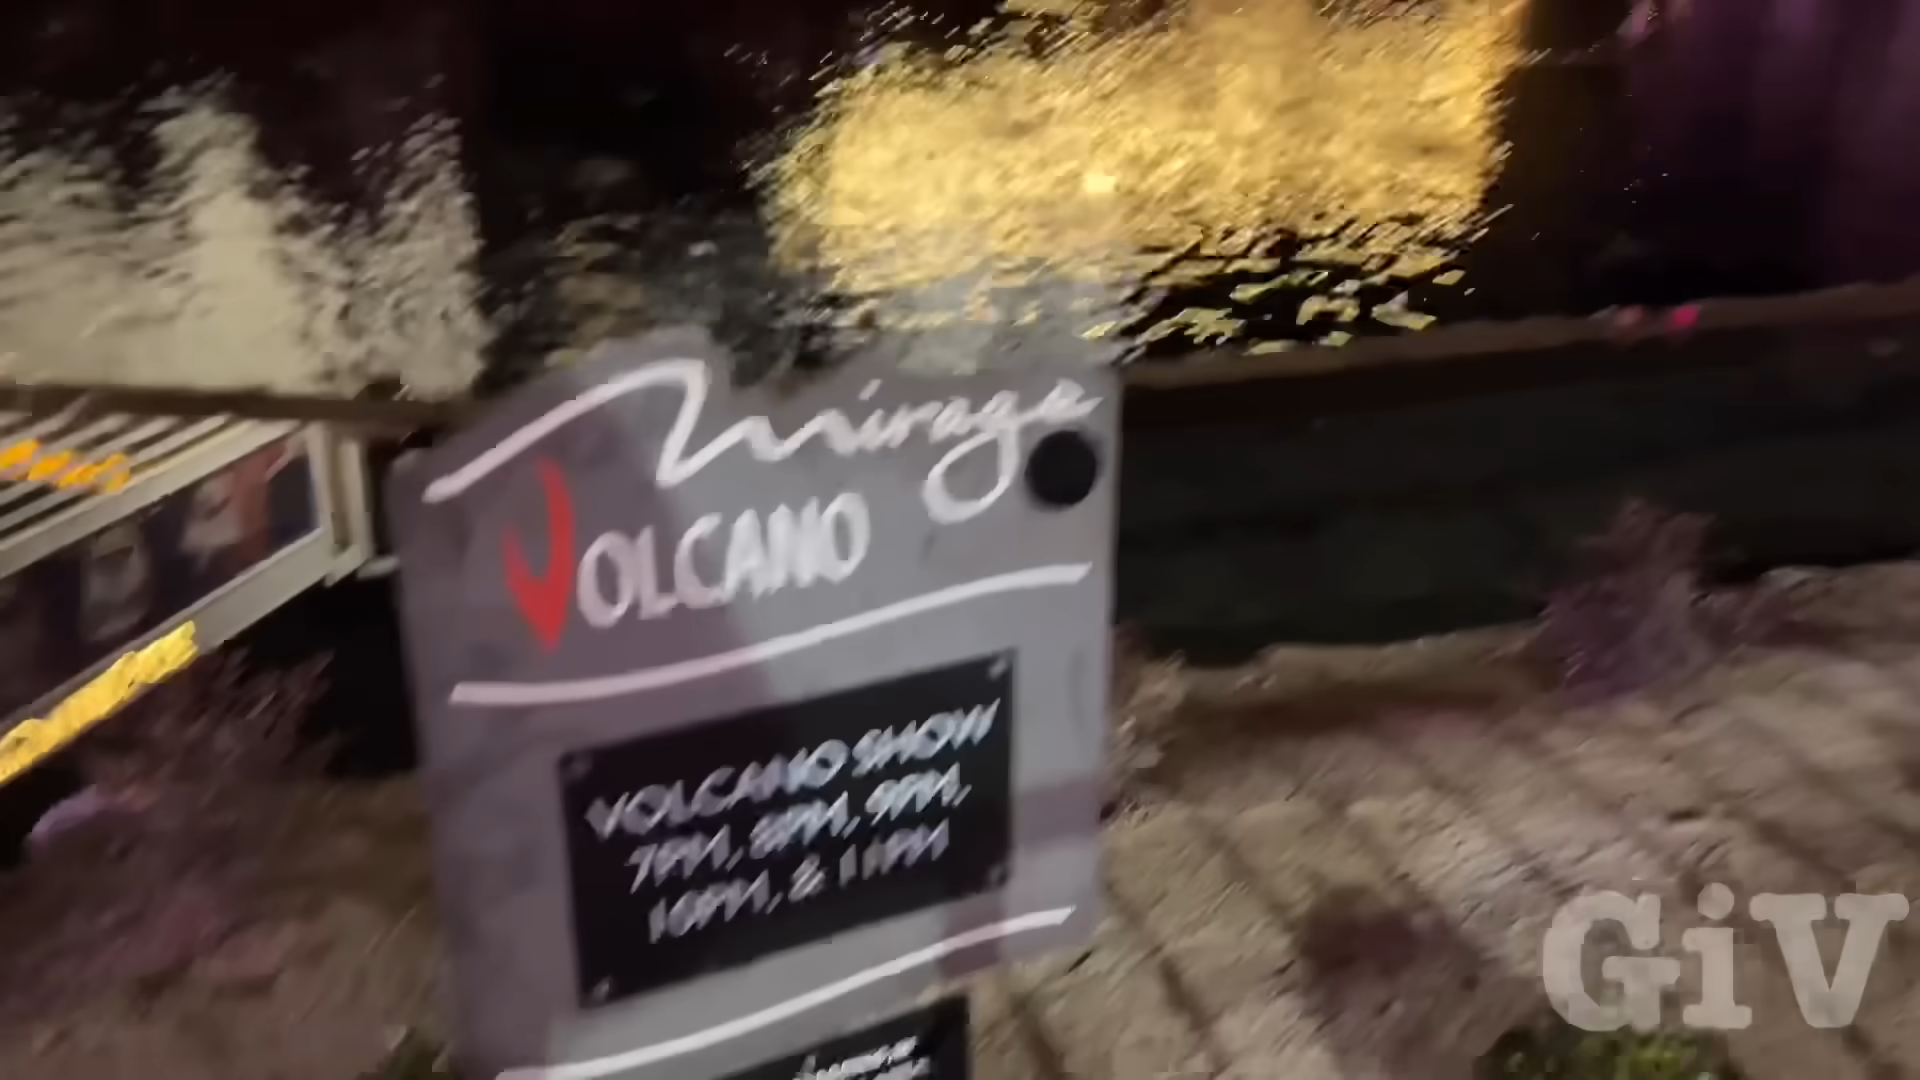 Mirage
VOLCANO
VOLCANO SHOW
7PM, 8PM, 9PM,
10PM, & 11PM
GiV